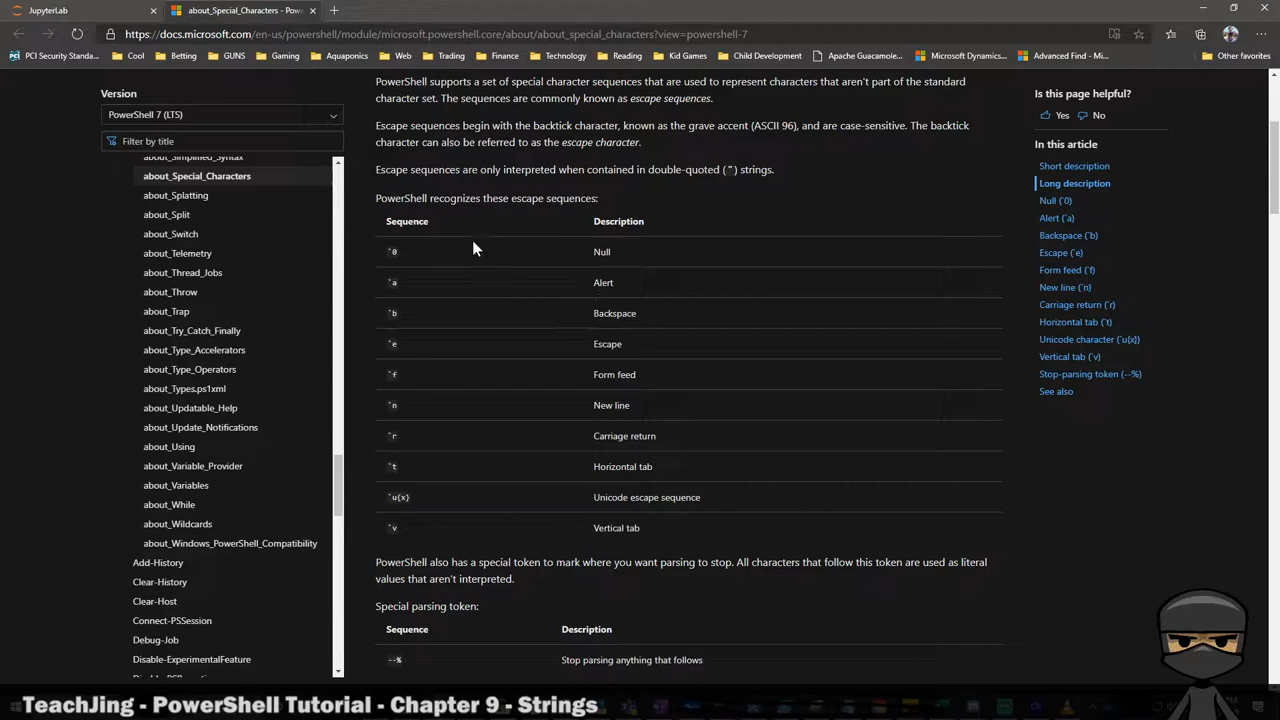 JupyterLab
about_Special_Characters - Pow
https://docs.microsoft.com/en-us/powershell/module/microsoft.powershell.core/about/about_special_characters?view=powershell-7
PCI Security Standa...
Cool
GUNS
Gaming
Aquaponics
Web
Trading
Finance
Technology
Reading
Kid Games
Child Development
Apache Guacamole...
Microsoft Dynamics...
Advanced Find - Mi...
Other favorites
Version
PowerShell 7 (LTS)
Filter by title
about_Simplified_Syntax
about_Special_Characters
about_Splatting
about_Split
about_Switch
about_Telemetry
about_Thread_Jobs
about_Throw
about_Trap
about_Try_Catch_Finally
about_Type_Accelerators
about_Type_Operators
about_Types.ps1xml
about_Updatable_Help
about_Update_Notifications
about_Using
about_Variable_Provider
about_Variables
about_While
about_Wildcards
about_Windows_PowerShell_Compatibility
Add-History
Clear-History
Clear-Host
Connect-PSSession
Debug-Job
Disable-ExperimentalFeature
PowerShell supports a set of special character sequences that are used to represent characters that aren't part of the standard
character set. The sequences are commonly known as escape sequences.
Escape sequences begin with the backtick character, known as the grave accent (ASCII 96), and are case-sensitive. The backtick
character can also be referred to as the escape character.
Escape sequences are only interpreted when contained in double-quoted (") strings.
PowerShell recognizes these escape sequences:
Sequence Description
`0 Null
`a Alert
`b Backspace
`e Escape
`f Form feed
`n New line
`r Carriage return
`t Horizontal tab
`u{x} Unicode escape sequence
`v Vertical tab
PowerShell also has a special token to mark where you want parsing to stop. All characters that follow this token are used as literal
values that aren't interpreted.
Special parsing token:
Sequence Description
--% Stop parsing anything that follows
Is this page helpful?
Yes No
In this article
Short description
Long description
Null (`0)
Alert (`a)
Backspace (`b)
Escape (`e)
Form feed (`f)
New line (`n)
Carriage return (`r)
Horizontal tab (`t)
Unicode character (`u{x})
Vertical tab (`v)
Stop-parsing token (--%)
See also
TeachJing - PowerShell Tutorial - Chapter 9 - Strings